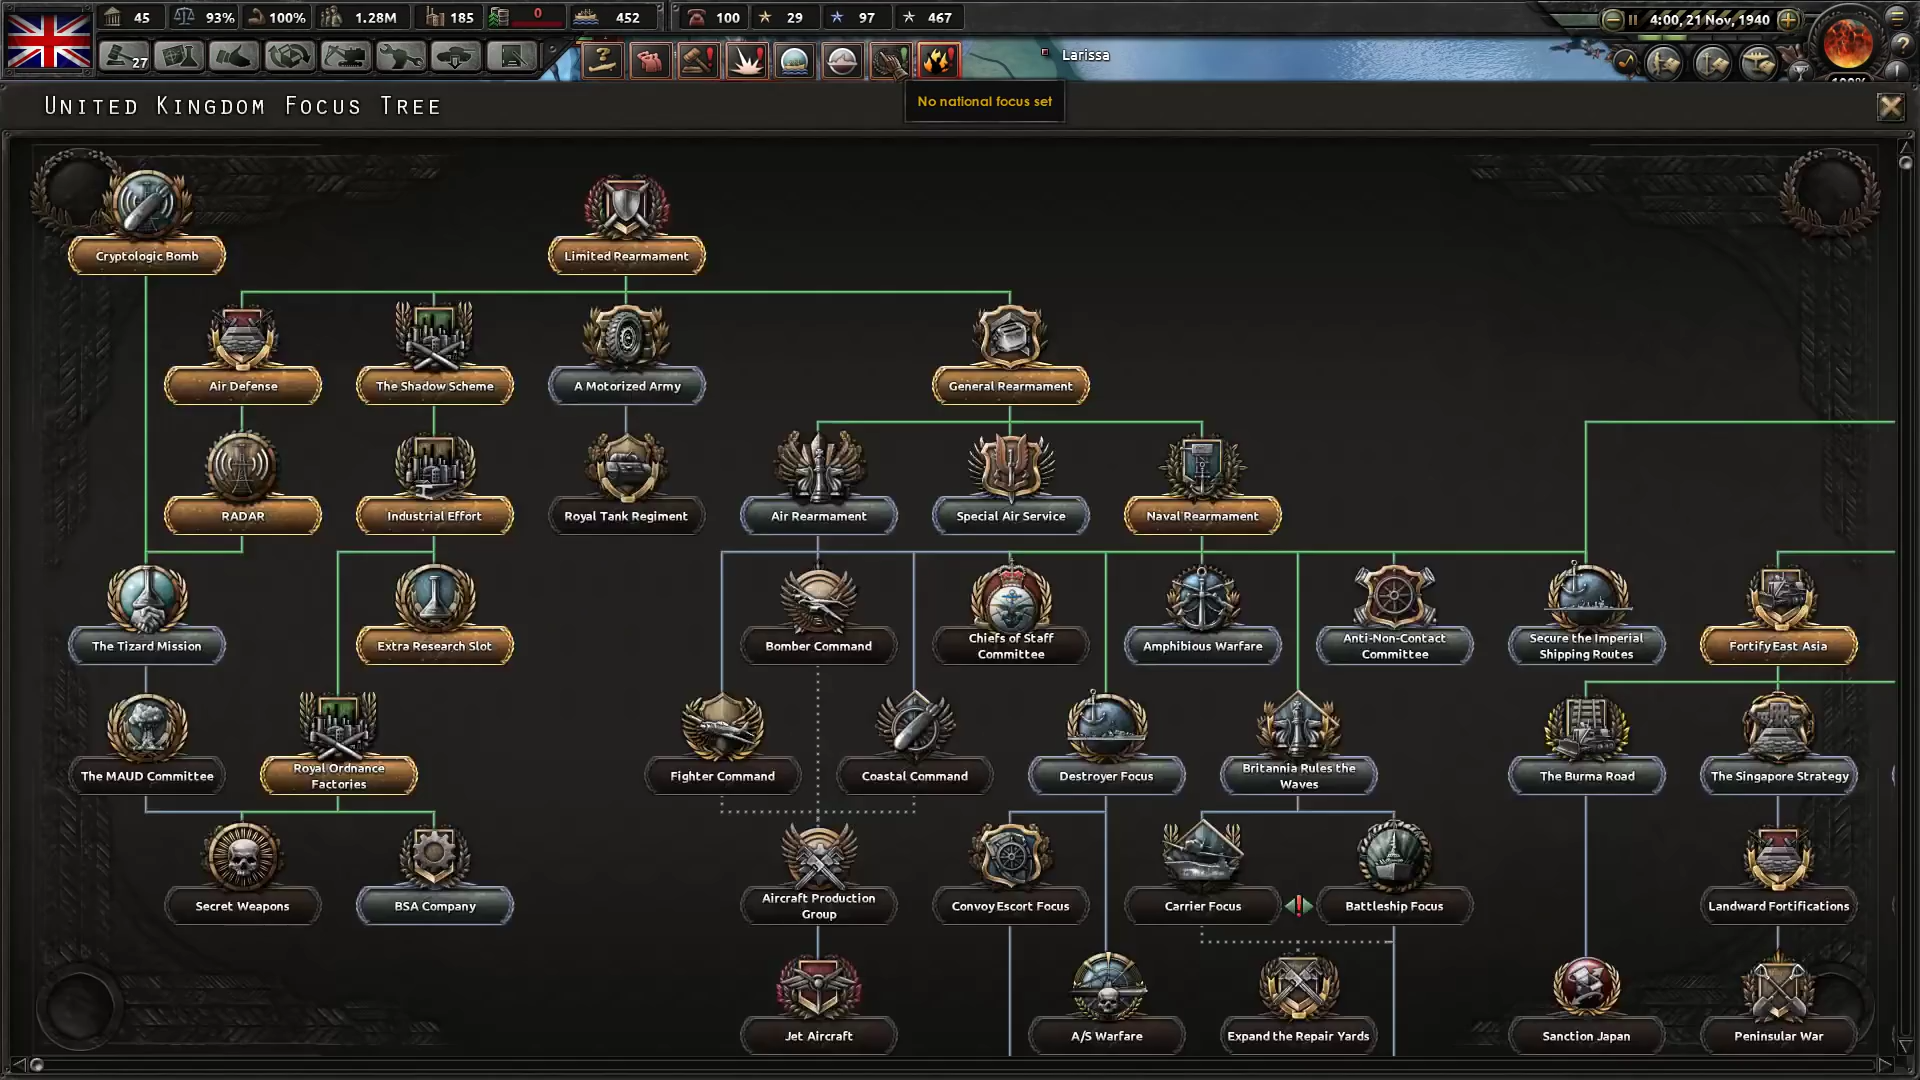 45
93%
100%
1.28M
185
0
452
100
29
97
467
4:00, 21 Nov, 1940
27
Larissa
100%
No national focus set
United Kingdom Focus Tree
Cryptologic Bomb
Limited Rearmament
Air Defense
The Shadow Scheme
A Motorized Army
General Rearmament
RADAR
Industrial Effort
Royal Tank Regiment
Air Rearmament
Special Air Service
Naval Rearmament
The Tizard Mission
Extra Research Slot
Bomber Command
Chiefs of Staff
Committee
Amphibious Warfare
Anti-Non-Contact
Committee
Secure the Imperial
Shipping Routes
Fortify East Asia
The MAUD Committee
Royal Ordnance
Factories
Fighter Command
Coastal Command
Destroyer Focus
Britannia Rules the
Waves
The Burma Road
The Singapore Strategy
Secret Weapons
BSA Company
Aircraft Production
Group
Convoy Escort Focus
Carrier Focus
Battleship Focus
Landward Fortifications
Jet Aircraft
A/S Warfare
Expand the Repair Yards
Sanction Japan
Peninsular War